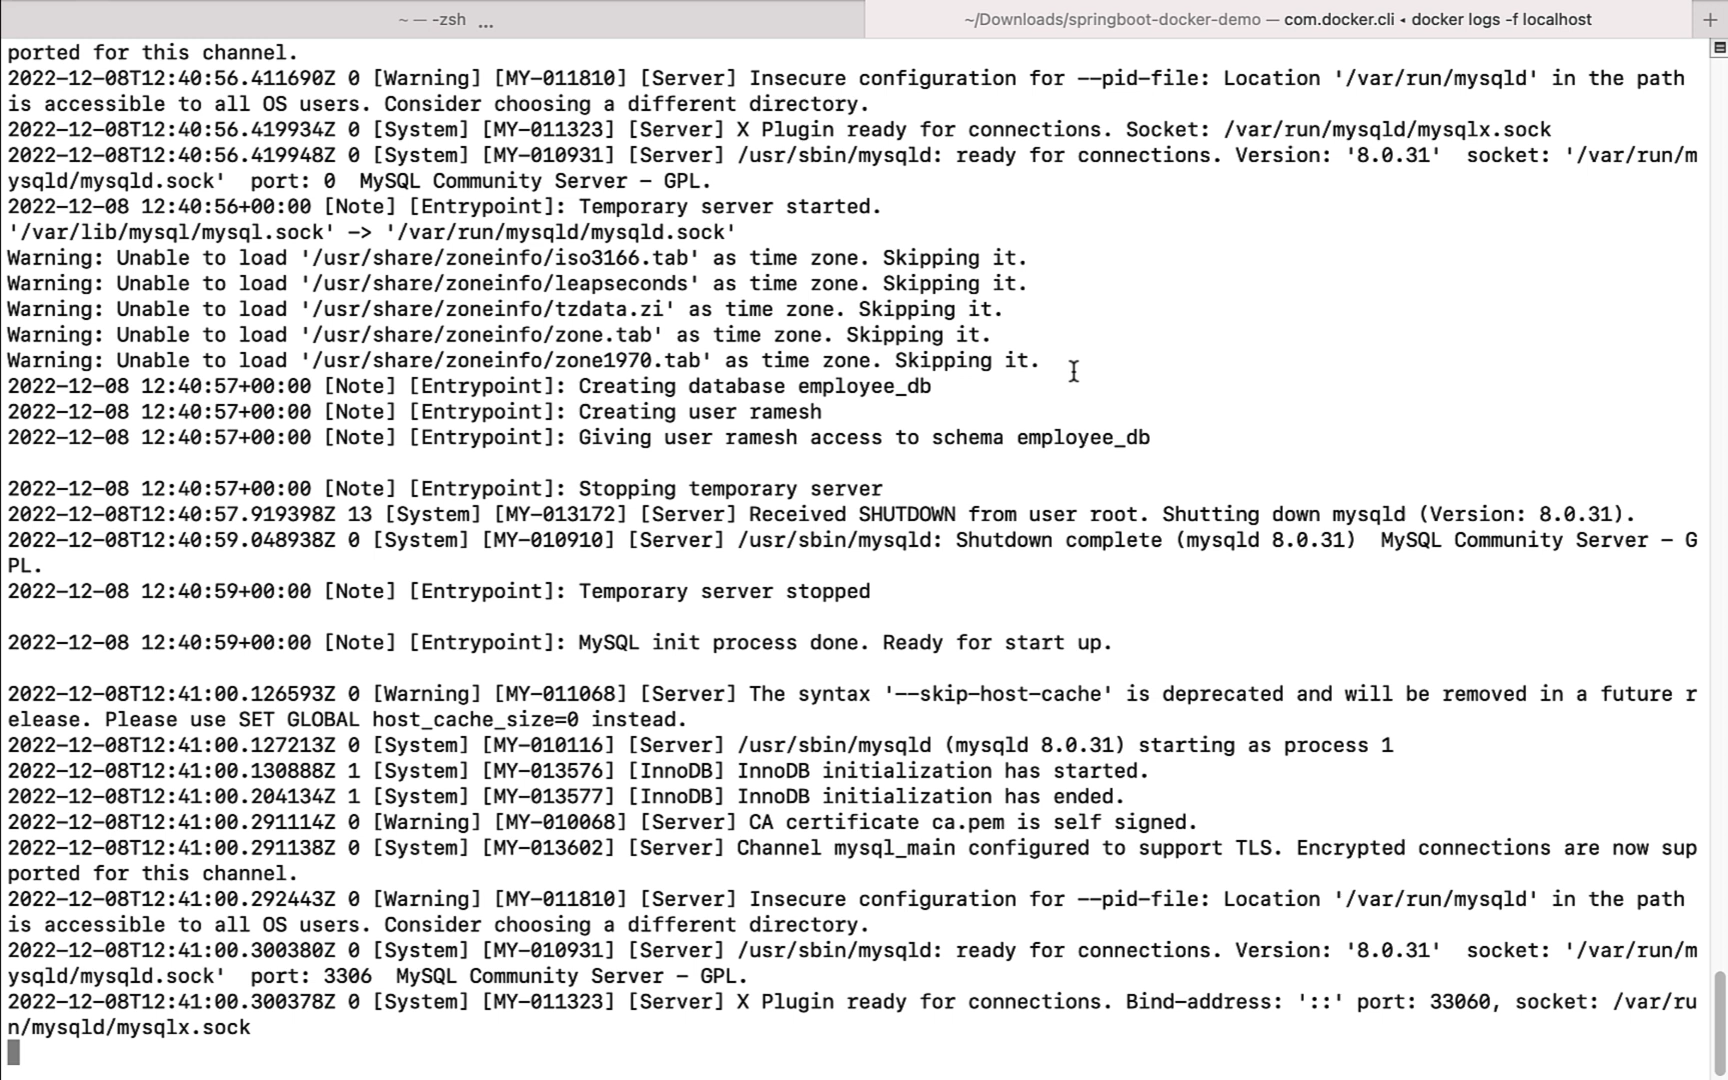 ~ — -zsh ...
~/Downloads/springboot-docker-demo — com.docker.cli ◂ docker logs -f localhost
+
ported for this channel.
2022-12-08T12:40:56.411690Z 0 [Warning] [MY-011810] [Server] Insecure configuration for --pid-file: Location '/var/run/mysqld' in the path
is accessible to all OS users. Consider choosing a different directory.
2022-12-08T12:40:56.419934Z 0 [System] [MY-011323] [Server] X Plugin ready for connections. Socket: /var/run/mysqld/mysqlx.sock
2022-12-08T12:40:56.419948Z 0 [System] [MY-010931] [Server] /usr/sbin/mysqld: ready for connections. Version: '8.0.31'  socket: '/var/run/m
ysqld/mysqld.sock'  port: 0  MySQL Community Server - GPL.
2022-12-08 12:40:56+00:00 [Note] [Entrypoint]: Temporary server started.
'/var/lib/mysql/mysql.sock' -> '/var/run/mysqld/mysqld.sock'
Warning: Unable to load '/usr/share/zoneinfo/iso3166.tab' as time zone. Skipping it.
Warning: Unable to load '/usr/share/zoneinfo/leapseconds' as time zone. Skipping it.
Warning: Unable to load '/usr/share/zoneinfo/tzdata.zi' as time zone. Skipping it.
Warning: Unable to load '/usr/share/zoneinfo/zone.tab' as time zone. Skipping it.
Warning: Unable to load '/usr/share/zoneinfo/zone1970.tab' as time zone. Skipping it.
2022-12-08 12:40:57+00:00 [Note] [Entrypoint]: Creating database employee_db
2022-12-08 12:40:57+00:00 [Note] [Entrypoint]: Creating user ramesh
2022-12-08 12:40:57+00:00 [Note] [Entrypoint]: Giving user ramesh access to schema employee_db
2022-12-08 12:40:57+00:00 [Note] [Entrypoint]: Stopping temporary server
2022-12-08T12:40:57.919398Z 13 [System] [MY-013172] [Server] Received SHUTDOWN from user root. Shutting down mysqld (Version: 8.0.31).
2022-12-08T12:40:59.048938Z 0 [System] [MY-010910] [Server] /usr/sbin/mysqld: Shutdown complete (mysqld 8.0.31)  MySQL Community Server - G
PL.
2022-12-08 12:40:59+00:00 [Note] [Entrypoint]: Temporary server stopped
2022-12-08 12:40:59+00:00 [Note] [Entrypoint]: MySQL init process done. Ready for start up.
2022-12-08T12:41:00.126593Z 0 [Warning] [MY-011068] [Server] The syntax '--skip-host-cache' is deprecated and will be removed in a future r
elease. Please use SET GLOBAL host_cache_size=0 instead.
2022-12-08T12:41:00.127213Z 0 [System] [MY-010116] [Server] /usr/sbin/mysqld (mysqld 8.0.31) starting as process 1
2022-12-08T12:41:00.130888Z 1 [System] [MY-013576] [InnoDB] InnoDB initialization has started.
2022-12-08T12:41:00.204134Z 1 [System] [MY-013577] [InnoDB] InnoDB initialization has ended.
2022-12-08T12:41:00.291114Z 0 [Warning] [MY-010068] [Server] CA certificate ca.pem is self signed.
2022-12-08T12:41:00.291138Z 0 [System] [MY-013602] [Server] Channel mysql_main configured to support TLS. Encrypted connections are now sup
ported for this channel.
2022-12-08T12:41:00.292443Z 0 [Warning] [MY-011810] [Server] Insecure configuration for --pid-file: Location '/var/run/mysqld' in the path
is accessible to all OS users. Consider choosing a different directory.
2022-12-08T12:41:00.300380Z 0 [System] [MY-010931] [Server] /usr/sbin/mysqld: ready for connections. Version: '8.0.31'  socket: '/var/run/m
ysqld/mysqld.sock'  port: 3306  MySQL Community Server - GPL.
2022-12-08T12:41:00.300378Z 0 [System] [MY-011323] [Server] X Plugin ready for connections. Bind-address: '::' port: 33060, socket: /var/ru
n/mysqld/mysqlx.sock